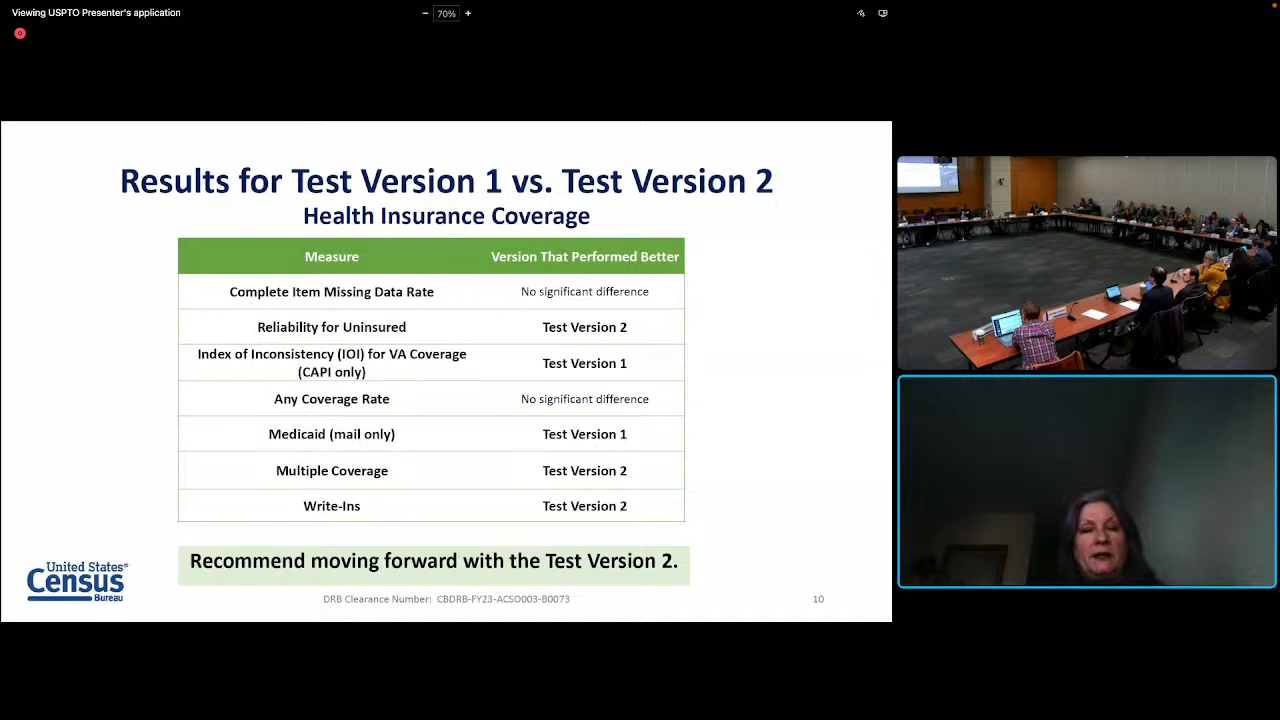 Viewing USPTO Presenter's application
− 70% +
Results for Test Version 1 vs. Test Version 2
Health Insurance Coverage
Measure Version That Performed Better
Complete Item Missing Data Rate No significant difference
Reliability for Uninsured Test Version 2
Index of Inconsistency (IOI) for VA Coverage
(CAPI only) Test Version 1
Any Coverage Rate No significant difference
Medicaid (mail only) Test Version 1
Multiple Coverage Test Version 2
Write-Ins Test Version 2
Recommend moving forward with the Test Version 2.
United States®
Census
Bureau
DRB Clearance Number: CBDRB-FY23-ACSO003-B0073
10